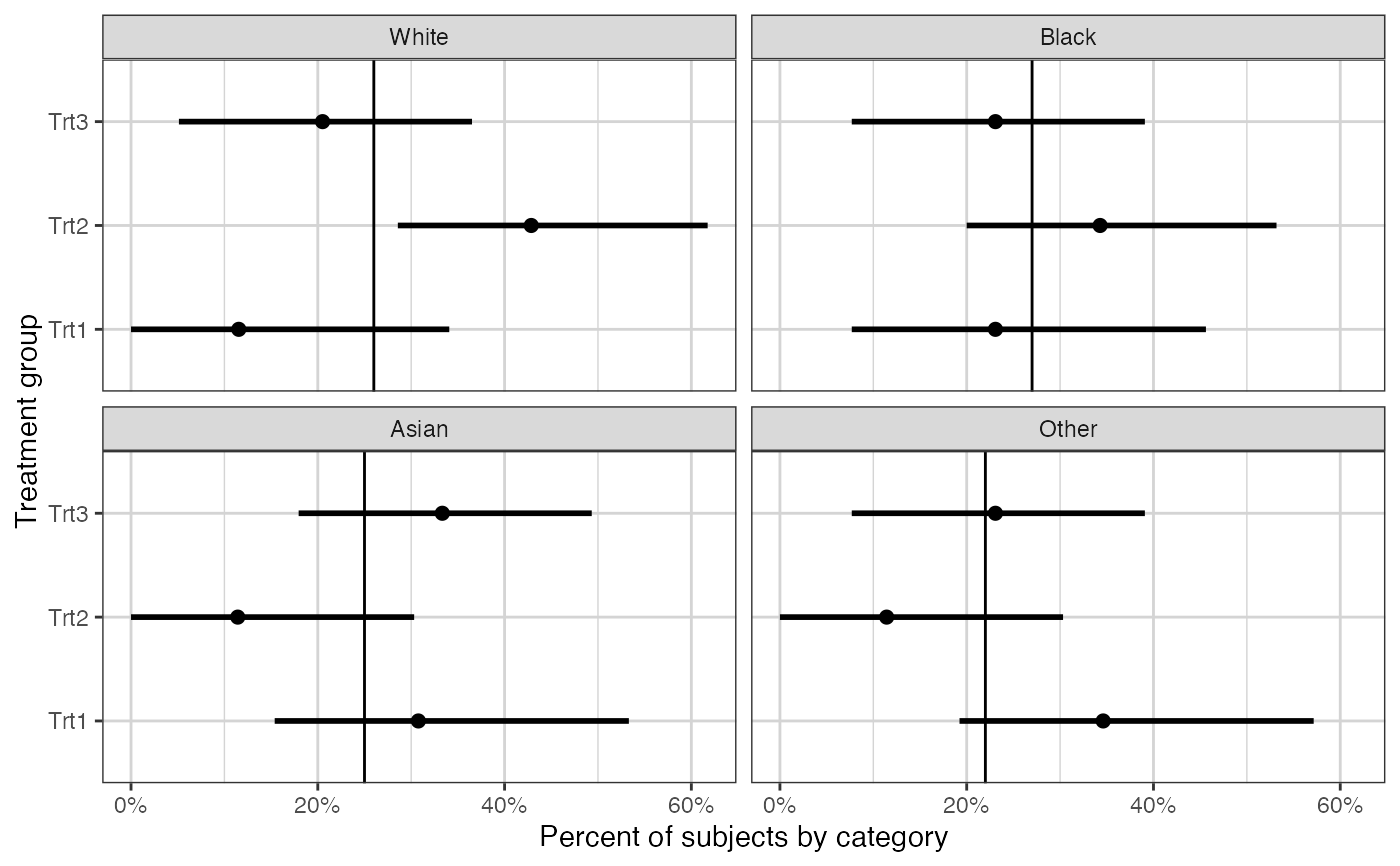 White
Black
Trt3
Trt2
Trt1
Asian
Other
Trt3
Trt2
Trt1
Treatment group
0% 20% 40% 60% 0% 20% 40% 60%
Percent of subjects by category